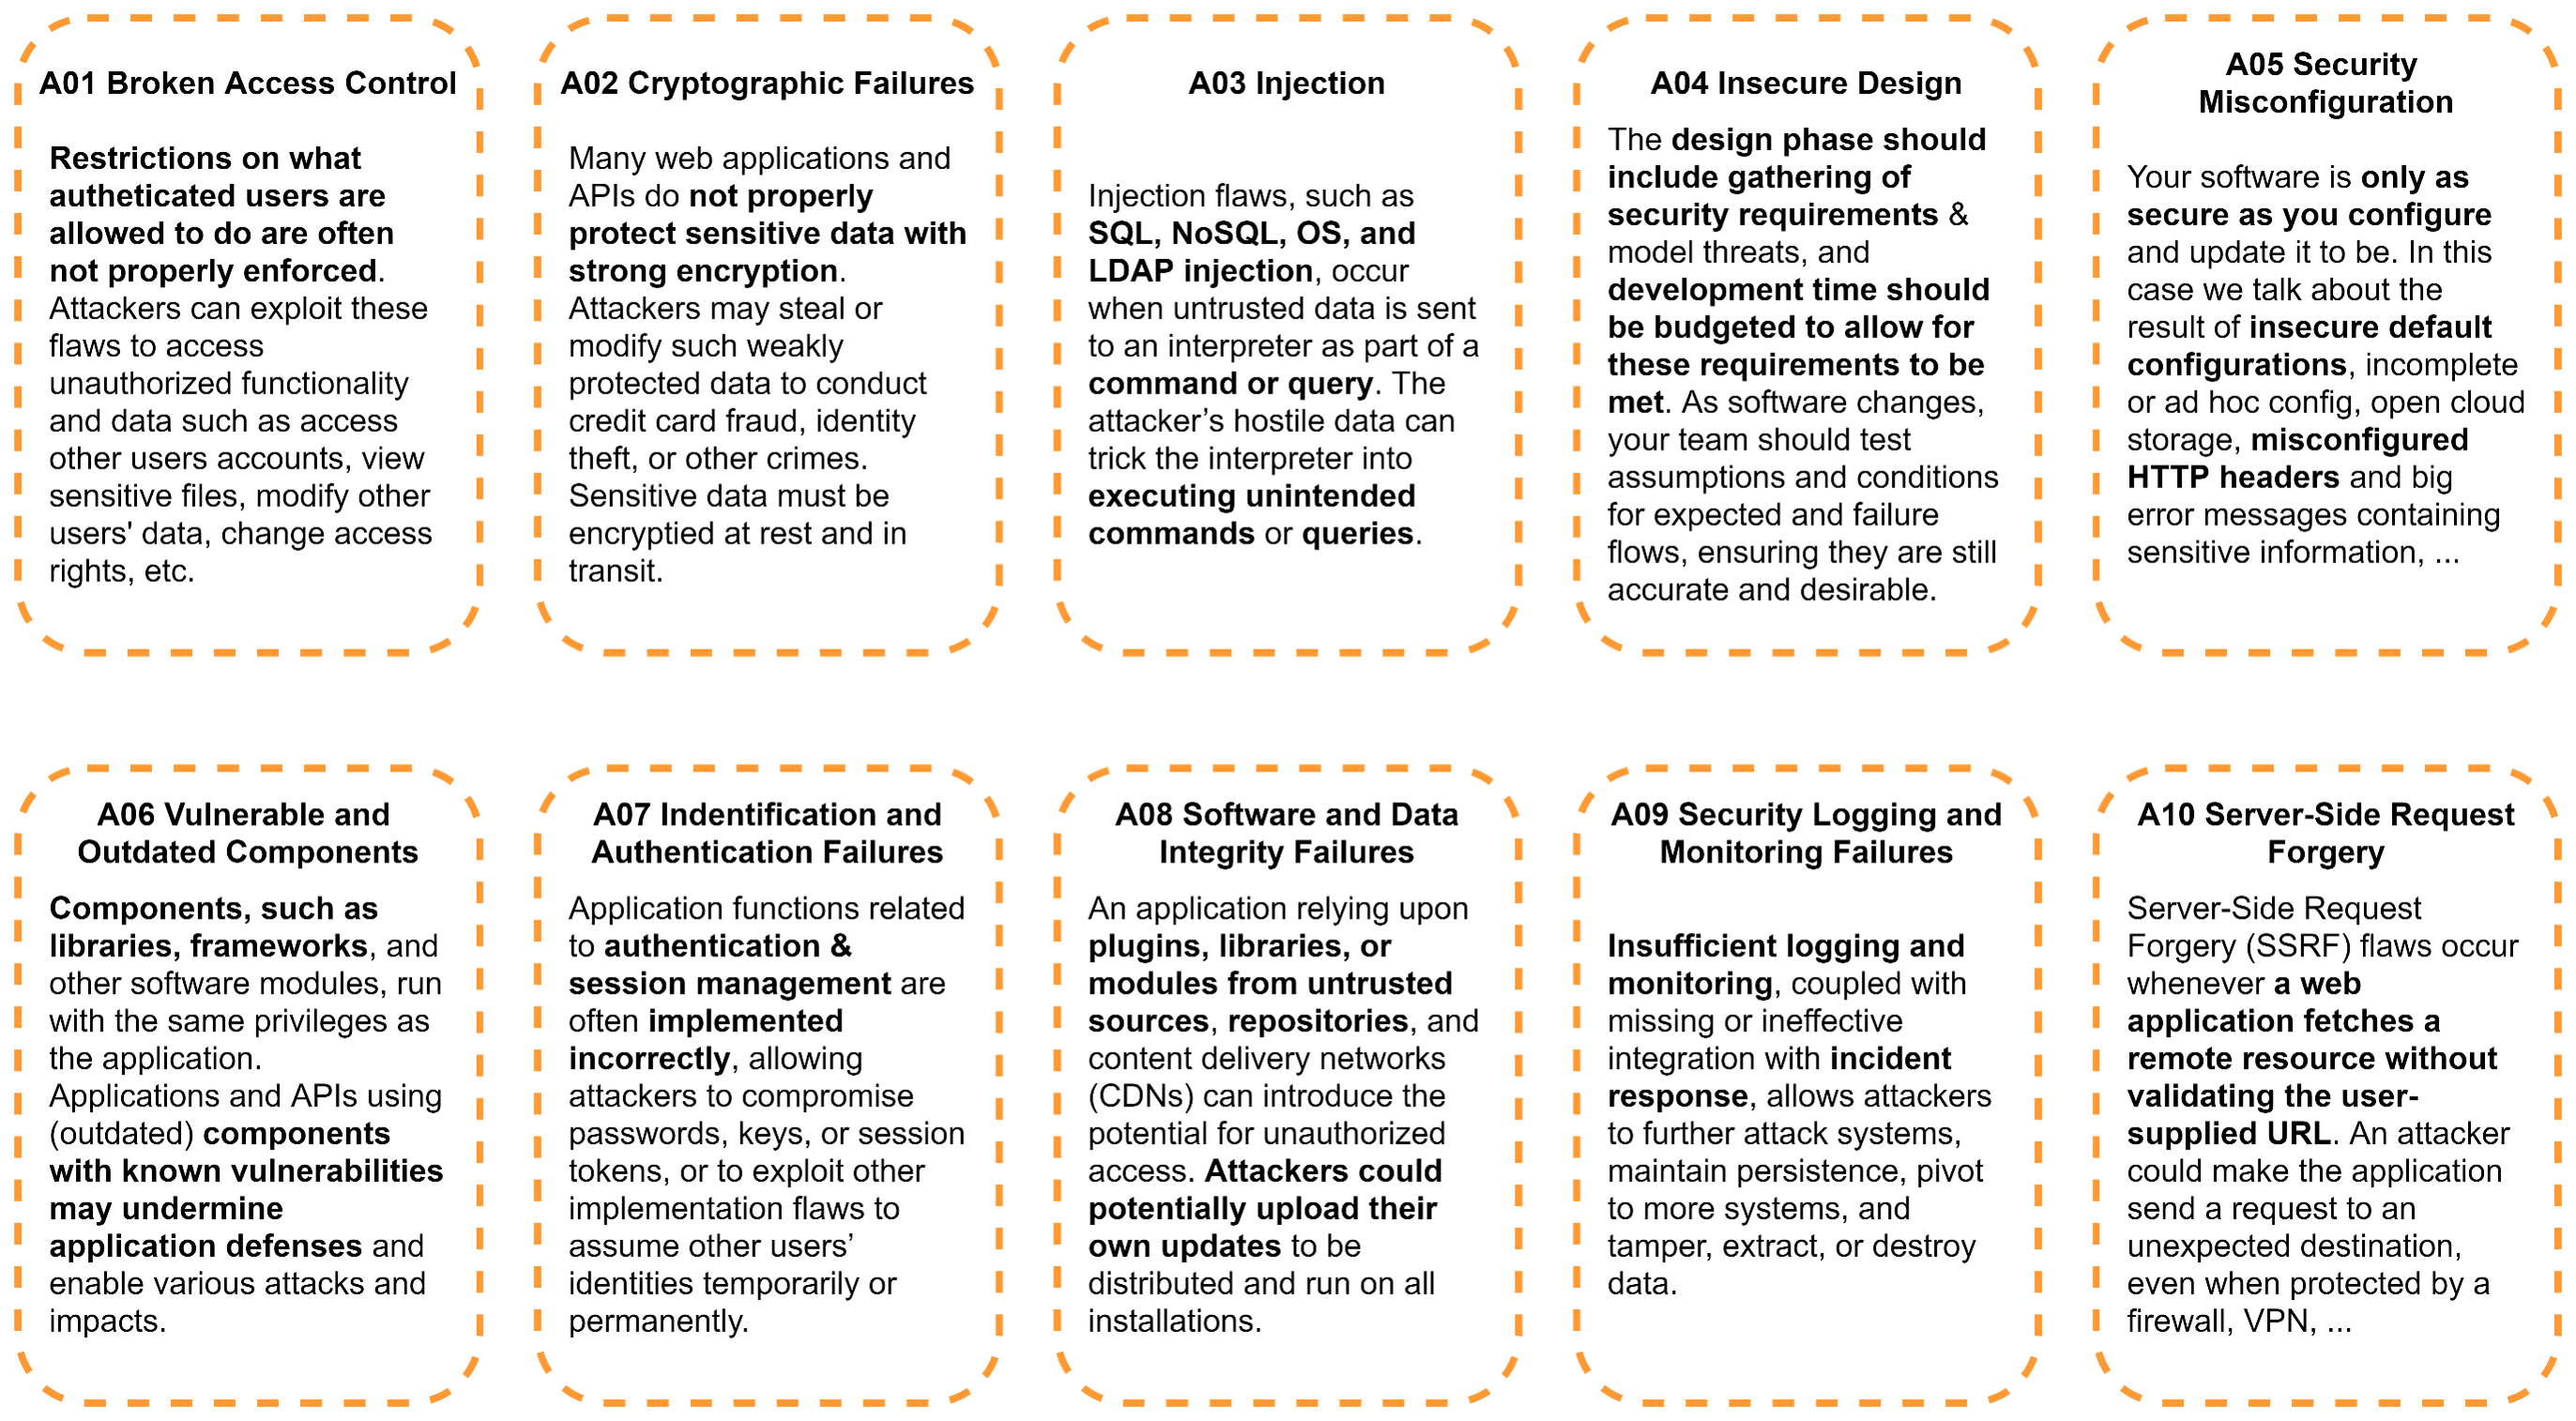 A01 Broken Access Control
Restrictions on what
autheticated users are
allowed to do are often
not properly enforced.
Attackers can exploit these
flaws to access
unauthorized functionality
and data such as access
other users accounts, view
sensitive files, modify other
users' data, change access
rights, etc.
A02 Cryptographic Failures
Many web applications and
APIs do not properly
protect sensitive data with
strong encryption.
Attackers may steal or
modify such weakly
protected data to conduct
credit card fraud, identity
theft, or other crimes.
Sensitive data must be
encryptied at rest and in
transit.
A03 Injection
Injection flaws, such as
SQL, NoSQL, OS, and
LDAP injection, occur
when untrusted data is sent
to an interpreter as part of a
command or query. The
attacker’s hostile data can
trick the interpreter into
executing unintended
commands or queries.
A04 Insecure Design
The design phase should
include gathering of
security requirements &
model threats, and
development time should
be budgeted to allow for
these requirements to be
met. As software changes,
your team should test
assumptions and conditions
for expected and failure
flows, ensuring they are still
accurate and desirable.
A05 Security
Misconfiguration
Your software is only as
secure as you configure
and update it to be. In this
case we talk about the
result of insecure default
configurations, incomplete
or ad hoc config, open cloud
storage, misconfigured
HTTP headers and big
error messages containing
sensitive information, ...
A06 Vulnerable and
Outdated Components
Components, such as
libraries, frameworks, and
other software modules, run
with the same privileges as
the application.
Applications and APIs using
(outdated) components
with known vulnerabilities
may undermine
application defenses and
enable various attacks and
impacts.
A07 Indentification and
Authentication Failures
Application functions related
to authentication &
session management are
often implemented
incorrectly, allowing
attackers to compromise
passwords, keys, or session
tokens, or to exploit other
implementation flaws to
assume other users’
identities temporarily or
permanently.
A08 Software and Data
Integrity Failures
An application relying upon
plugins, libraries, or
modules from untrusted
sources, repositories, and
content delivery networks
(CDNs) can introduce the
potential for unauthorized
access. Attackers could
potentially upload their
own updates to be
distributed and run on all
installations.
A09 Security Logging and
Monitoring Failures
Insufficient logging and
monitoring, coupled with
missing or ineffective
integration with incident
response, allows attackers
to further attack systems,
maintain persistence, pivot
to more systems, and
tamper, extract, or destroy
data.
A10 Server-Side Request
Forgery
Server-Side Request
Forgery (SSRF) flaws occur
whenever a web
application fetches a
remote resource without
validating the user-
supplied URL. An attacker
could make the application
send a request to an
unexpected destination,
even when protected by a
firewall, VPN, ...